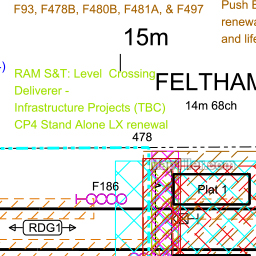 F93, F478B, F480B, F481A, & F497
Push E
renewa
and life
15m
RAM S&T: Level Crossing
Deliverer -
Infrastructure Projects (TBC)
CP4 Stand Alone LX renewal
FELTHAM
14m 68ch
478
F186
Plat 1
RDG1